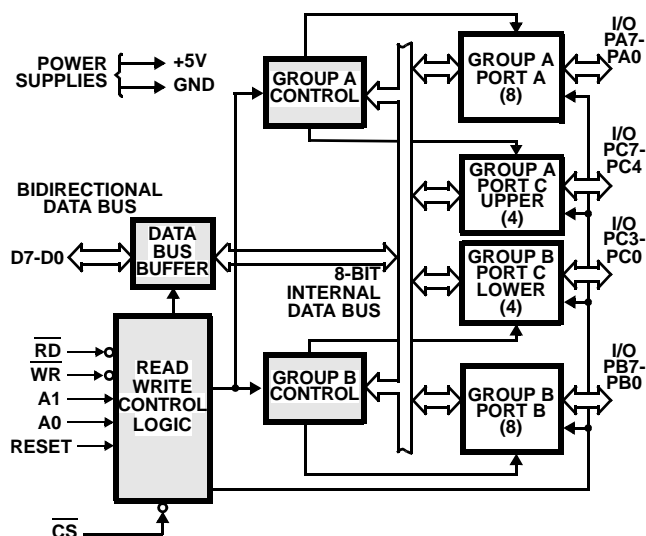 POWER
SUPPLIES
+5V
GND
GROUP A
CONTROL
GROUP A
PORT A
(8)
I/O
PA7-
PA0
GROUP A
PORT C
UPPER
(4)
I/O
PC7-
PC4
BIDIRECTIONAL
DATA BUS
D7-D0
DATA
BUS
BUFFER
8-BIT
INTERNAL
DATA BUS
GROUP B
PORT C
LOWER
(4)
I/O
PC3-
PC0
RD
WR
A1
A0
RESET
READ
WRITE
CONTROL
LOGIC
GROUP B
CONTROL
GROUP B
PORT B
(8)
I/O
PB7-
PB0
CS